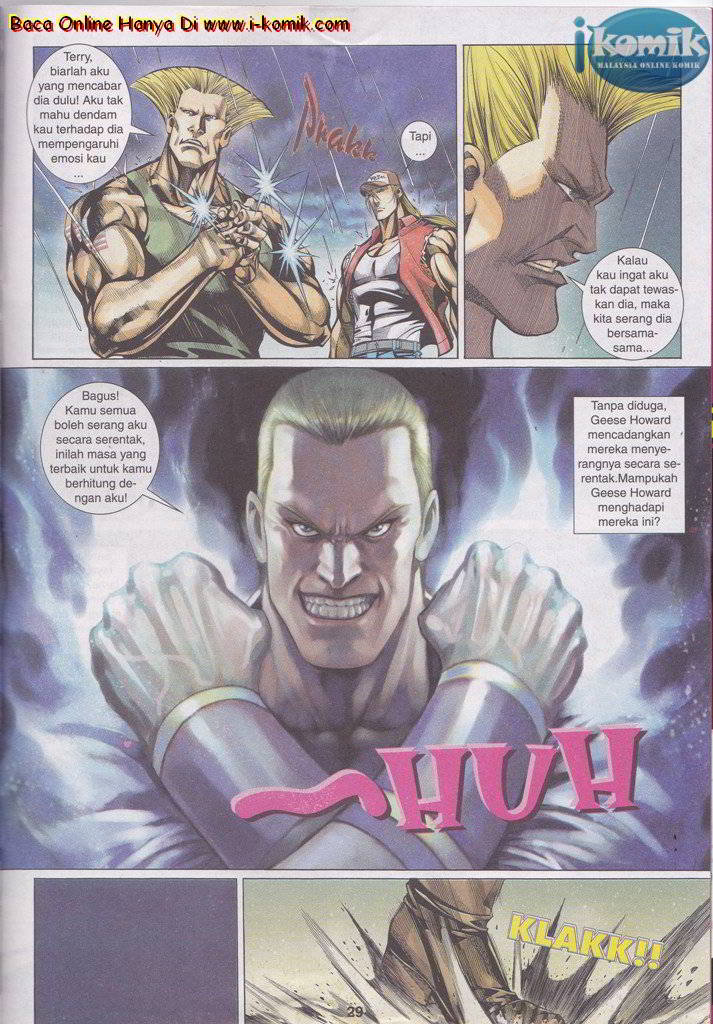 Baca Online Hanya Di www.i-komik.com
ikomik
MALAYSIA ONLINE KOMIK
Terry,
biarlah aku
yang mencabar
dia dulu! Aku tak
mahu dendam
kau terhadap dia
mempengaruhi
emosi kau
...
Prakk
Tapi
...
Kalau
kau ingat aku
tak dapat tewas-
kan dia, maka
kita serang dia
bersama-
sama...
Bagus!
Kamu semua
boleh serang aku
secara serentak,
inilah masa yang
terbaik untuk kamu
berhitung de-
ngan aku!
Tanpa diduga,
Geese Howard
mencadangkan
mereka menye-
rangnya secara se-
rentak.Mampukah
Geese Howard
menghadapi
mereka ini?
~HUH
KLAKK!!
29